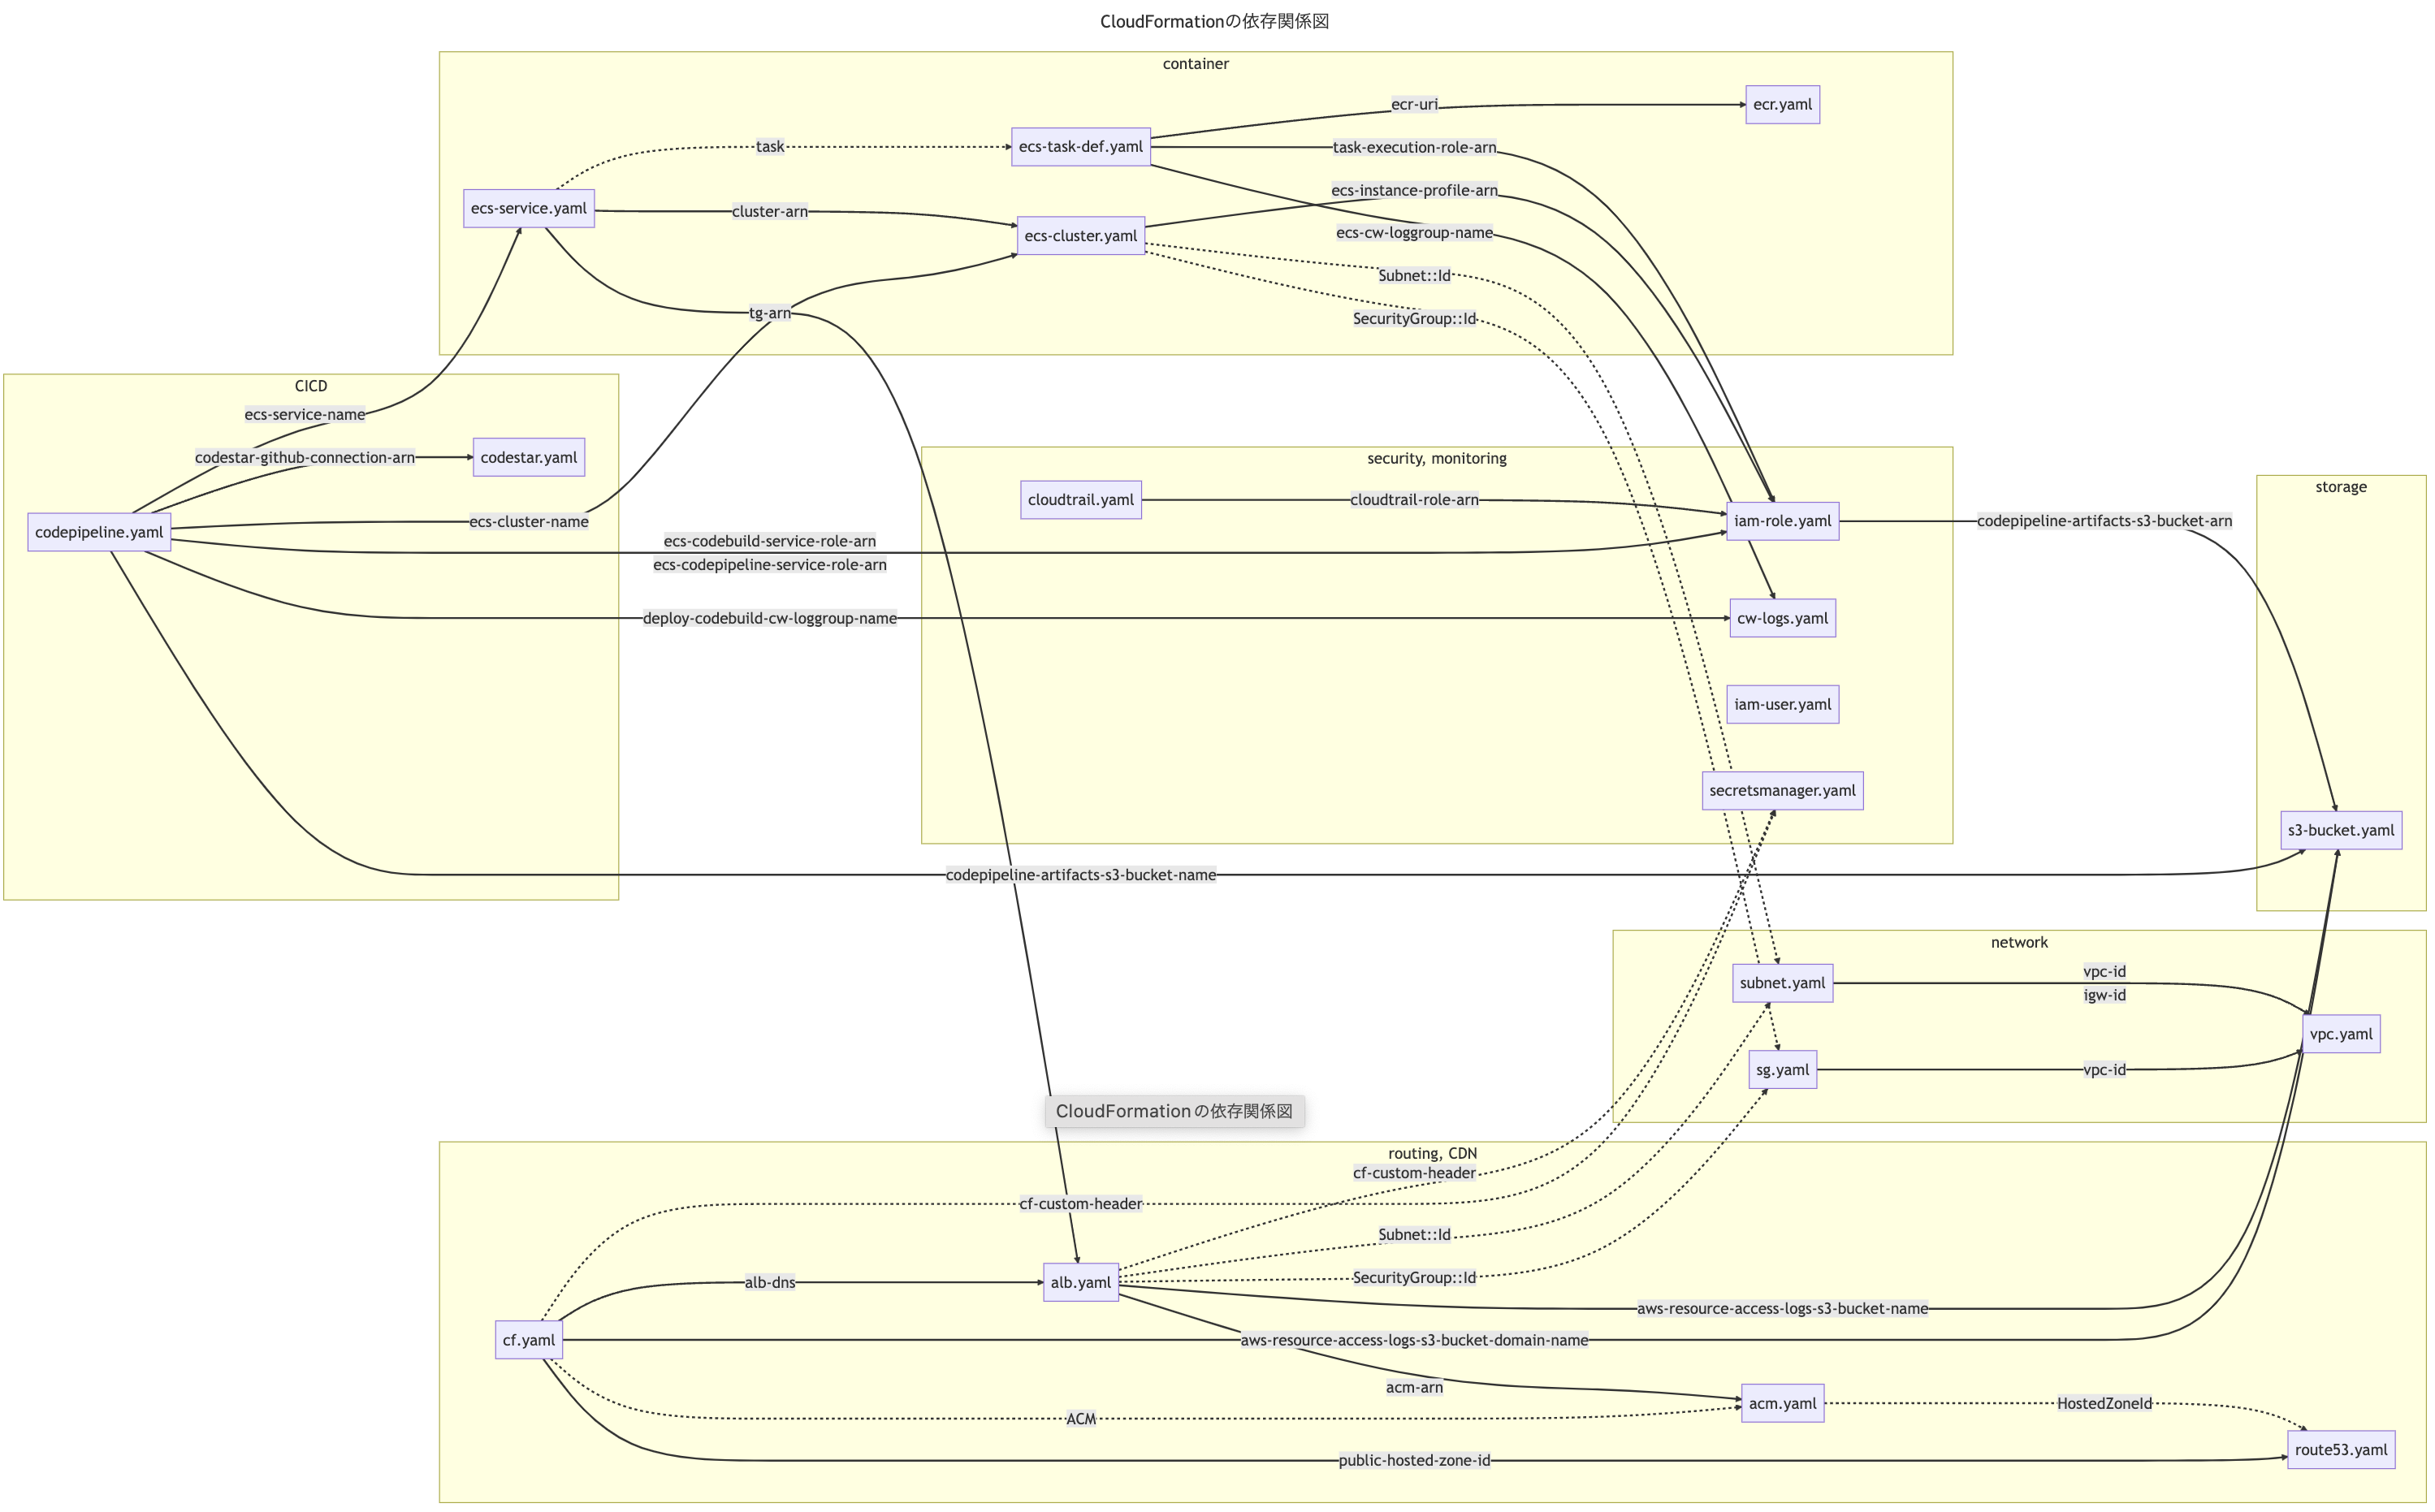 CloudFormationの依存関係図
container
ecr-uri
ecr.yaml
task
ecs-task-def.yaml
task-execution-role-arn
ecs-instance-profile-arn
ecs-service.yaml
cluster-arn
ecs-cluster.yaml
ecs-cw-loggroup-name
Subnet::Id
SecurityGroup::Id
tg-arn
CICD
ecs-service-name
codestar-github-connection-arn
codestar.yaml
codepipeline.yaml
ecs-cluster-name
ecs-codebuild-service-role-arn
ecs-codepipeline-service-role-arn
deploy-codebuild-cw-loggroup-name
security, monitoring
cloudtrail.yaml
cloudtrail-role-arn
iam-role.yaml
codepipeline-artifacts-s3-bucket-arn
cw-logs.yaml
iam-user.yaml
secretsmanager.yaml
storage
s3-bucket.yaml
codepipeline-artifacts-s3-bucket-name
network
subnet.yaml
vpc-id
igw-id
vpc.yaml
sg.yaml
vpc-id
CloudFormationの依存関係図
routing, CDN
cf-custom-header
cf-custom-header
Subnet::Id
alb-dns
alb.yaml
SecurityGroup::Id
aws-resource-access-logs-s3-bucket-name
cf.yaml
aws-resource-access-logs-s3-bucket-domain-name
acm-arn
acm.yaml
HostedZoneId
ACM
route53.yaml
public-hosted-zone-id